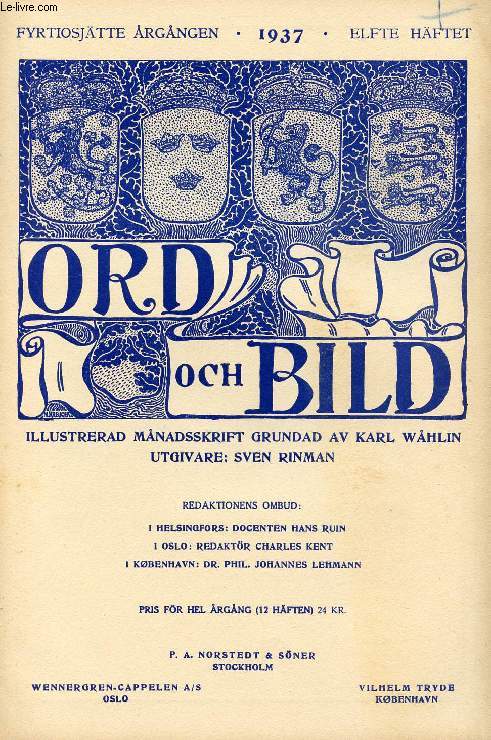 © Le-livre.com
FYRTIOSJÄTTE ÅRGÅNGEN · 1937 · ELFTE HÄFTET
ORD
OCH BILD
ILLUSTRERAD MÅNADSSKRIFT GRUNDAD AV KARL WÅHLIN
UTGIVARE: SVEN RINMAN
REDAKTIONENS OMBUD:
I HELSINGFORS: DOCENTEN HANS RUIN
I OSLO: REDAKTÖR CHARLES KENT
I KØBENHAVN: DR. PHIL. JOHANNES LEHMANN
PRIS FÖR HEL ÅRGÅNG (12 HÄFTEN) 24 KR.
P. A. NORSTEDT & SÖNER
STOCKHOLM
WENNERGREN-CAPPELEN A/S
OSLO
VILHELM TRYDE
KØBENHAVN